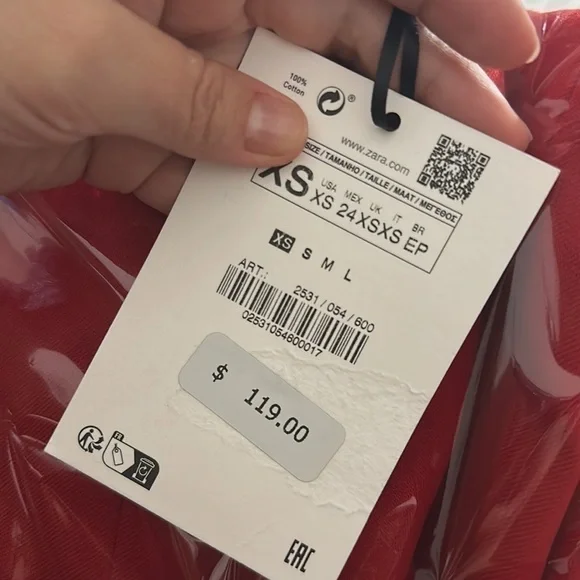 100%
Cotton
®
www.zara.com
SIZE / TAMANHO / TAILLE / MAAT / ΜΕΓΕΘΟΣ
XS
USA MEX UK IT BR
XS 24 XS XS EP
XS S M L
ART.: 2531 / 054 / 600
02531054600017
$ 119.00
FR
EAC